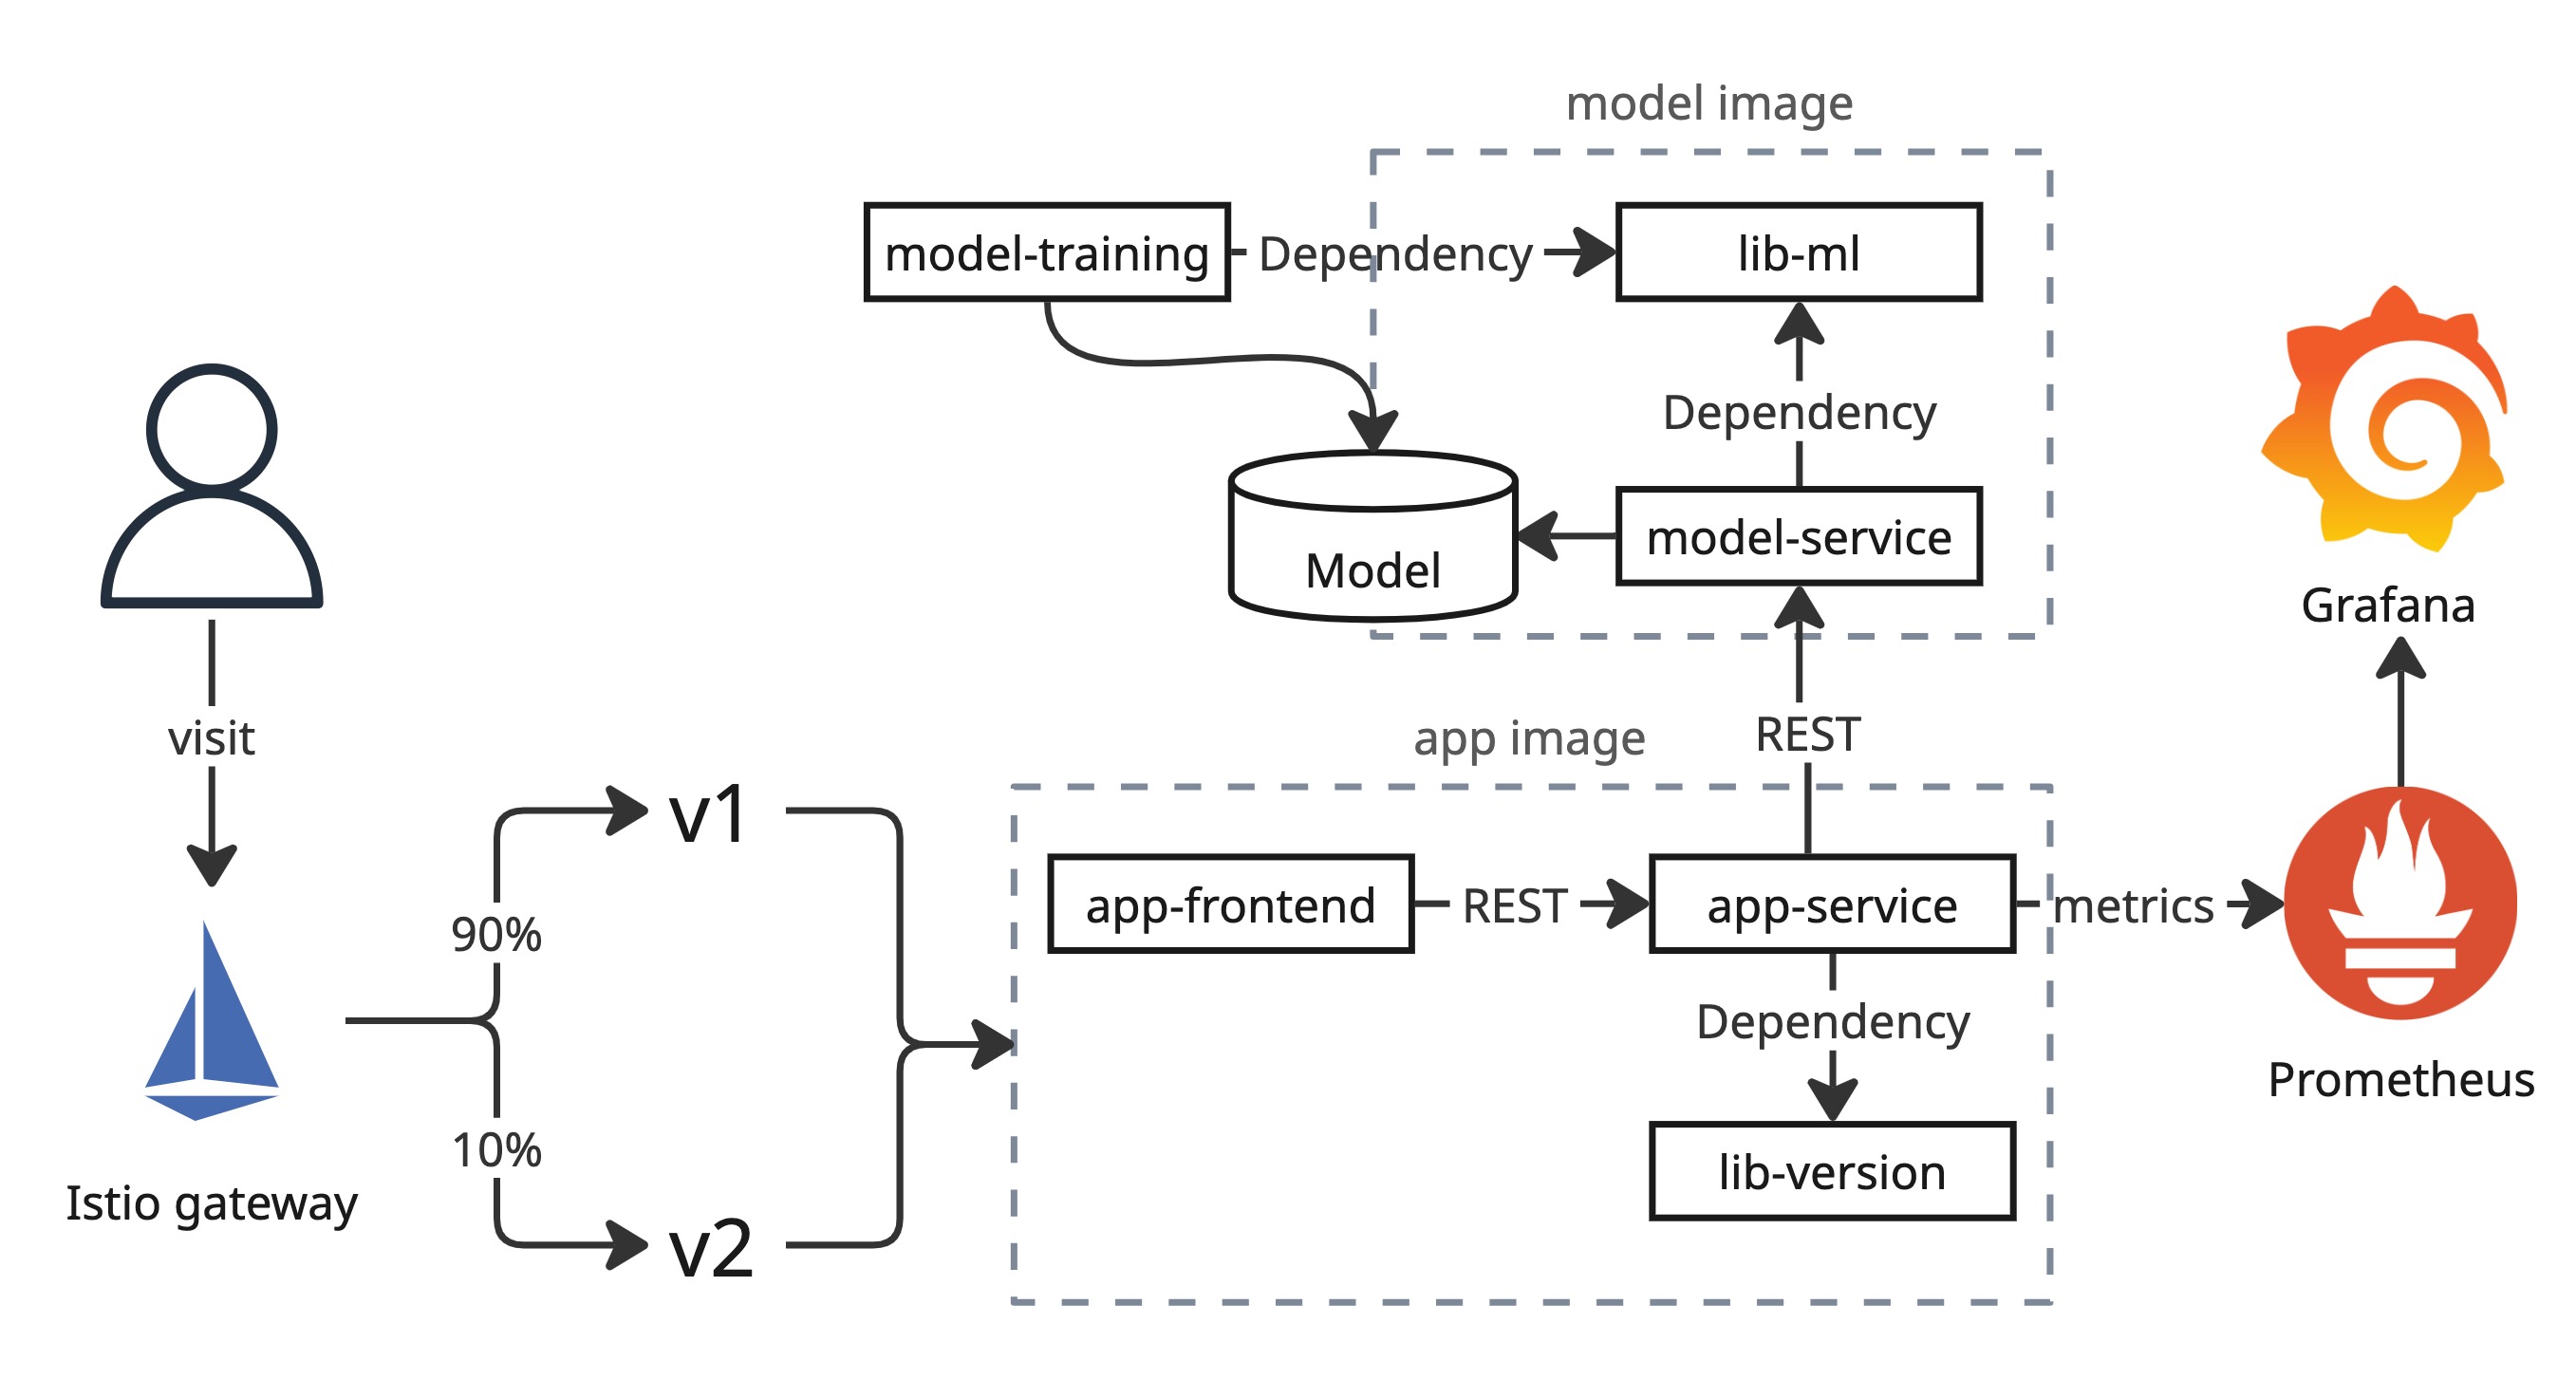 model image
model-training
Dependency
lib-ml
Dependency
Model
model-service
Grafana
visit
app image
REST
v1
90%
app-frontend
REST
app-service
metrics
Dependency
Prometheus
10%
lib-version
Istio gateway
v2